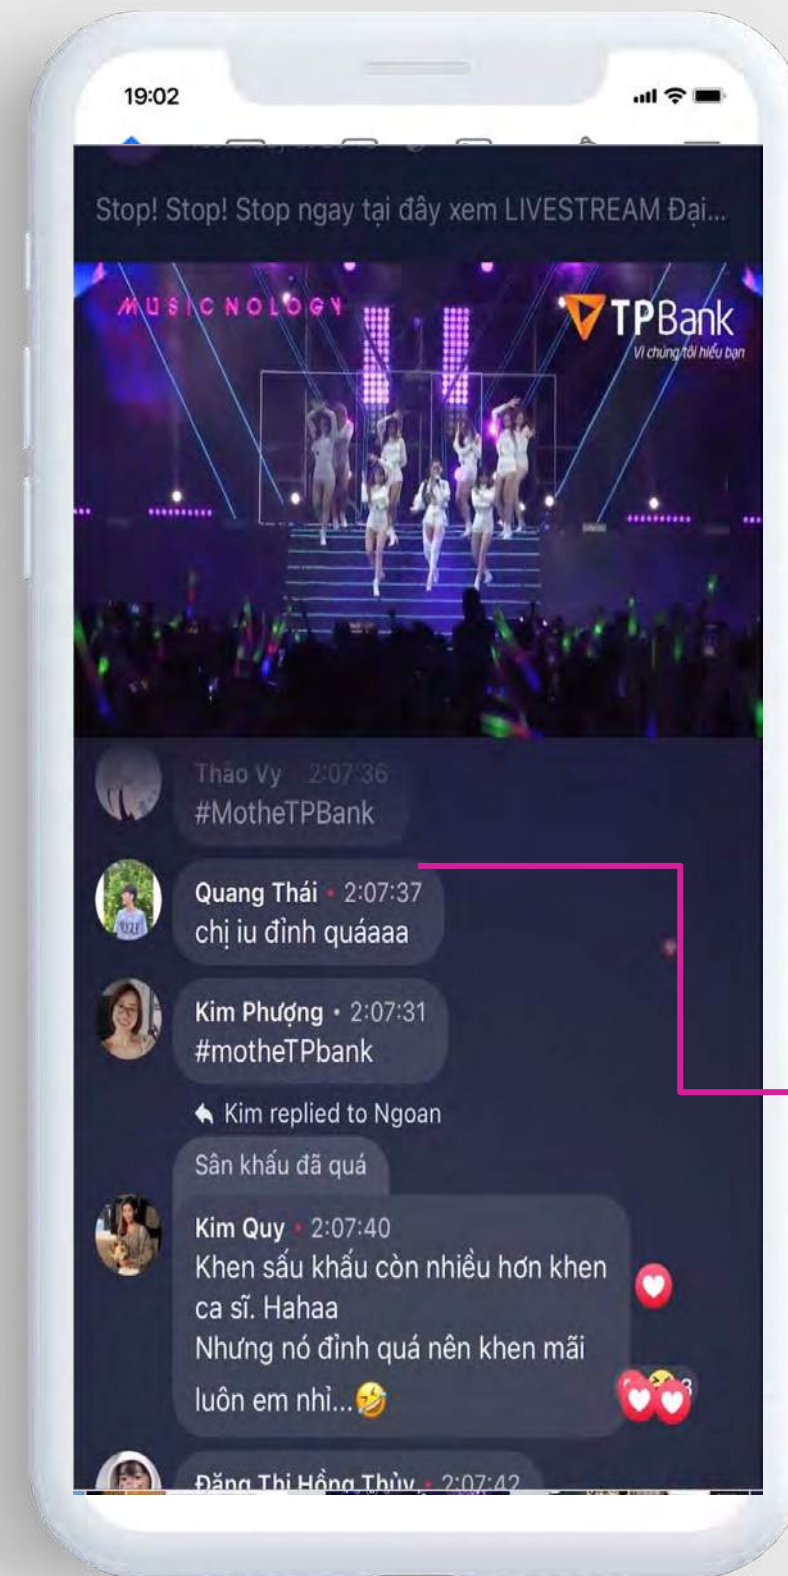 19:02
Stop! Stop! Stop ngay tại đây xem LIVESTREAM Đại...
MUSICNOLOGY
TPBank
Vì chúng tôi hiểu bạn
Thảo Vy 2:07:36
#MotheTPBank
Quang Thái • 2:07:37
chị iu đỉnh quáaaa
Kim Phượng • 2:07:31
#motheTPbank
Kim replied to Ngoan
Sân khấu đã quá
Kim Quy • 2:07:40
Khen sấu khấu còn nhiều hơn khen
ca sĩ. Hahaa
Nhưng nó đỉnh quá nên khen mãi
luôn em nhỉ...🤣
3
Đặng Thị Hồng Thủy • 2:07:42